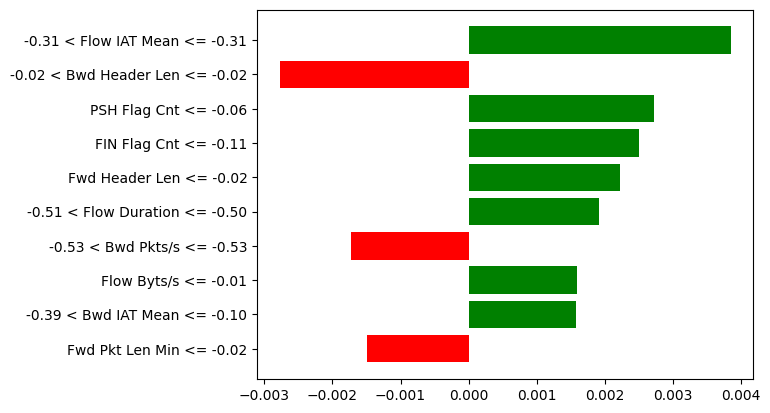 -0.31 < Flow IAT Mean <= -0.31
-0.02 < Bwd Header Len <= -0.02
PSH Flag Cnt <= -0.06
FIN Flag Cnt <= -0.11
Fwd Header Len <= -0.02
-0.51 < Flow Duration <= -0.50
-0.53 < Bwd Pkts/s <= -0.53
Flow Byts/s <= -0.01
-0.39 < Bwd IAT Mean <= -0.10
Fwd Pkt Len Min <= -0.02
−0.003 −0.002 −0.001 0.000 0.001 0.002 0.003 0.004